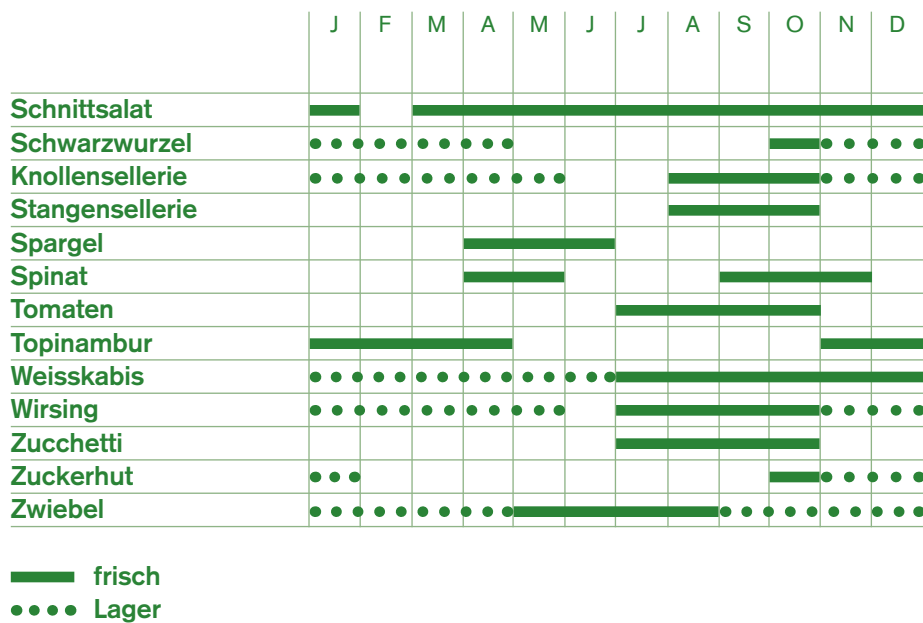 J F M A M J J A S O N D
Schnittsalat
Schwarzwurzel
Knollensellerie
Stangensellerie
Spargel
Spinat
Tomaten
Topinambur
Weisskabis
Wirsing
Zucchetti
Zuckerhut
Zwiebel
frisch
Lager